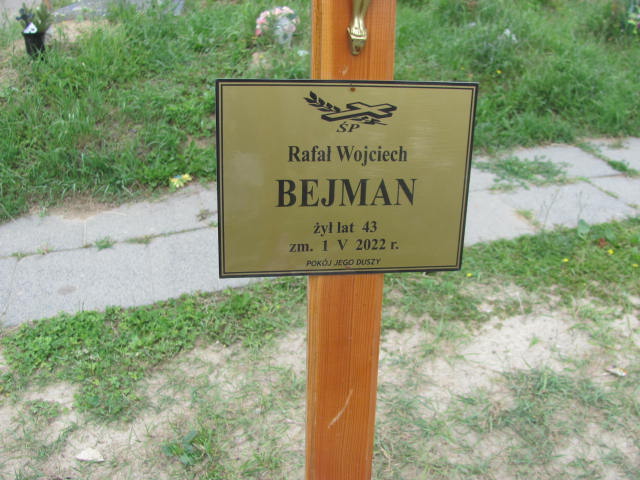 ŚP
Rafał Wojciech
BEJMAN
żył lat 43
zm. 1 V 2022 r.
POKÓJ JEGO DUSZY